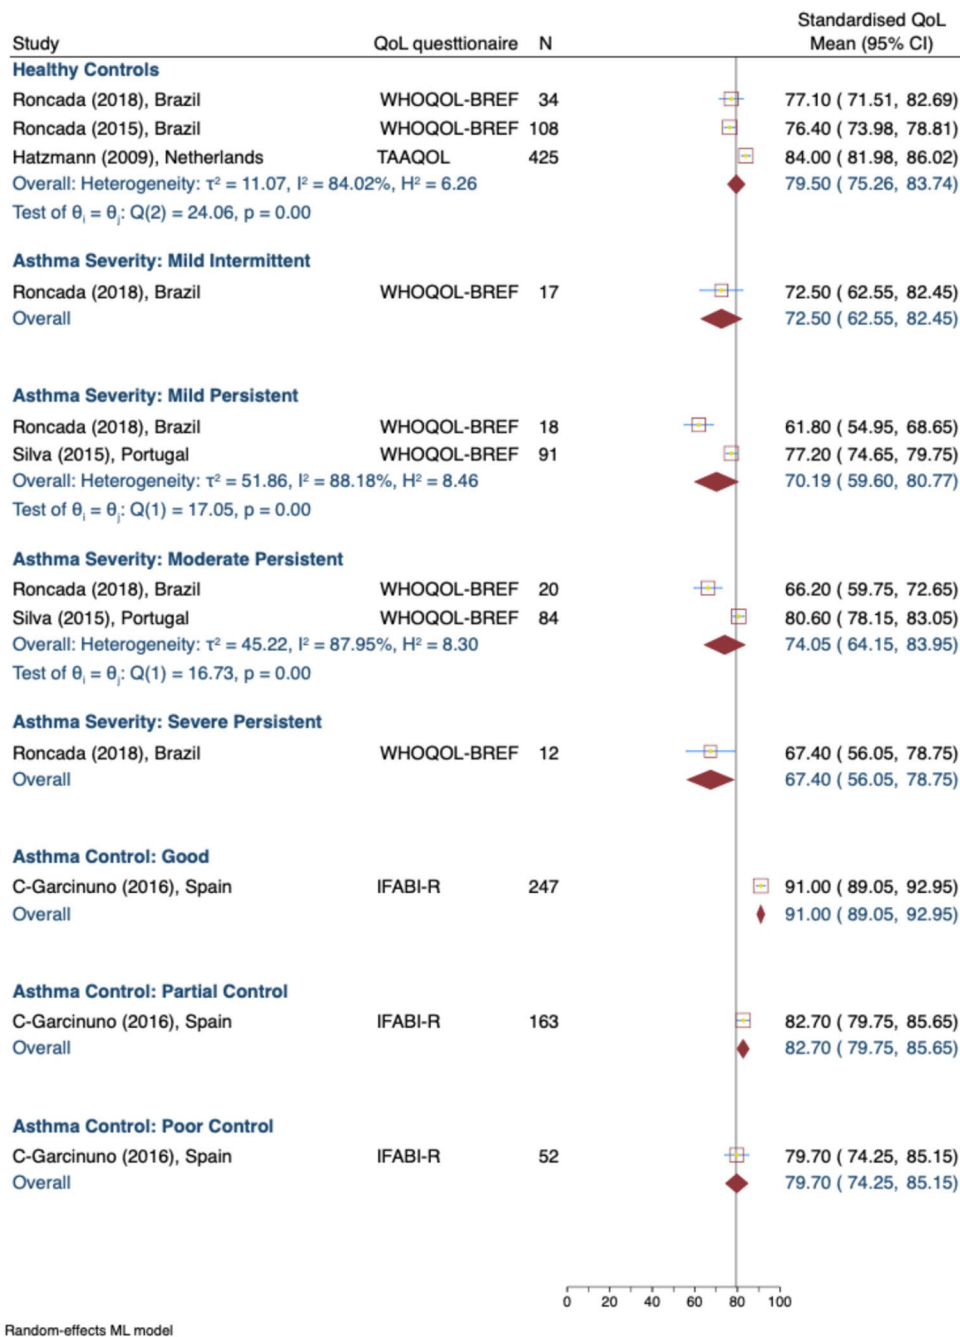 Standardised QoL
Study QoL questtionaire N Mean (95% CI)
Healthy Controls
Roncada (2018), Brazil WHOQOL-BREF 34 77.10 ( 71.51, 82.69)
Roncada (2015), Brazil WHOQOL-BREF 108 76.40 ( 73.98, 78.81)
Hatzmann (2009), Netherlands TAAQOL 425 84.00 ( 81.98, 86.02)
Overall: Heterogeneity: τ² = 11.07, I² = 84.02%, H² = 6.26 79.50 ( 75.26, 83.74)
Test of θi = θj: Q(2) = 24.06, p = 0.00
Asthma Severity: Mild Intermittent
Roncada (2018), Brazil WHOQOL-BREF 17 72.50 ( 62.55, 82.45)
Overall 72.50 ( 62.55, 82.45)
Asthma Severity: Mild Persistent
Roncada (2018), Brazil WHOQOL-BREF 18 61.80 ( 54.95, 68.65)
Silva (2015), Portugal WHOQOL-BREF 91 77.20 ( 74.65, 79.75)
Overall: Heterogeneity: τ² = 51.86, I² = 88.18%, H² = 8.46 70.19 ( 59.60, 80.77)
Test of θi = θj: Q(1) = 17.05, p = 0.00
Asthma Severity: Moderate Persistent
Roncada (2018), Brazil WHOQOL-BREF 20 66.20 ( 59.75, 72.65)
Silva (2015), Portugal WHOQOL-BREF 84 80.60 ( 78.15, 83.05)
Overall: Heterogeneity: τ² = 45.22, I² = 87.95%, H² = 8.30 74.05 ( 64.15, 83.95)
Test of θi = θj: Q(1) = 16.73, p = 0.00
Asthma Severity: Severe Persistent
Roncada (2018), Brazil WHOQOL-BREF 12 67.40 ( 56.05, 78.75)
Overall 67.40 ( 56.05, 78.75)
Asthma Control: Good
C-Garcinuno (2016), Spain IFABI-R 247 91.00 ( 89.05, 92.95)
Overall 91.00 ( 89.05, 92.95)
Asthma Control: Partial Control
C-Garcinuno (2016), Spain IFABI-R 163 82.70 ( 79.75, 85.65)
Overall 82.70 ( 79.75, 85.65)
Asthma Control: Poor Control
C-Garcinuno (2016), Spain IFABI-R 52 79.70 ( 74.25, 85.15)
Overall 79.70 ( 74.25, 85.15)
0 20 40 60 80 100
Random-effects ML model